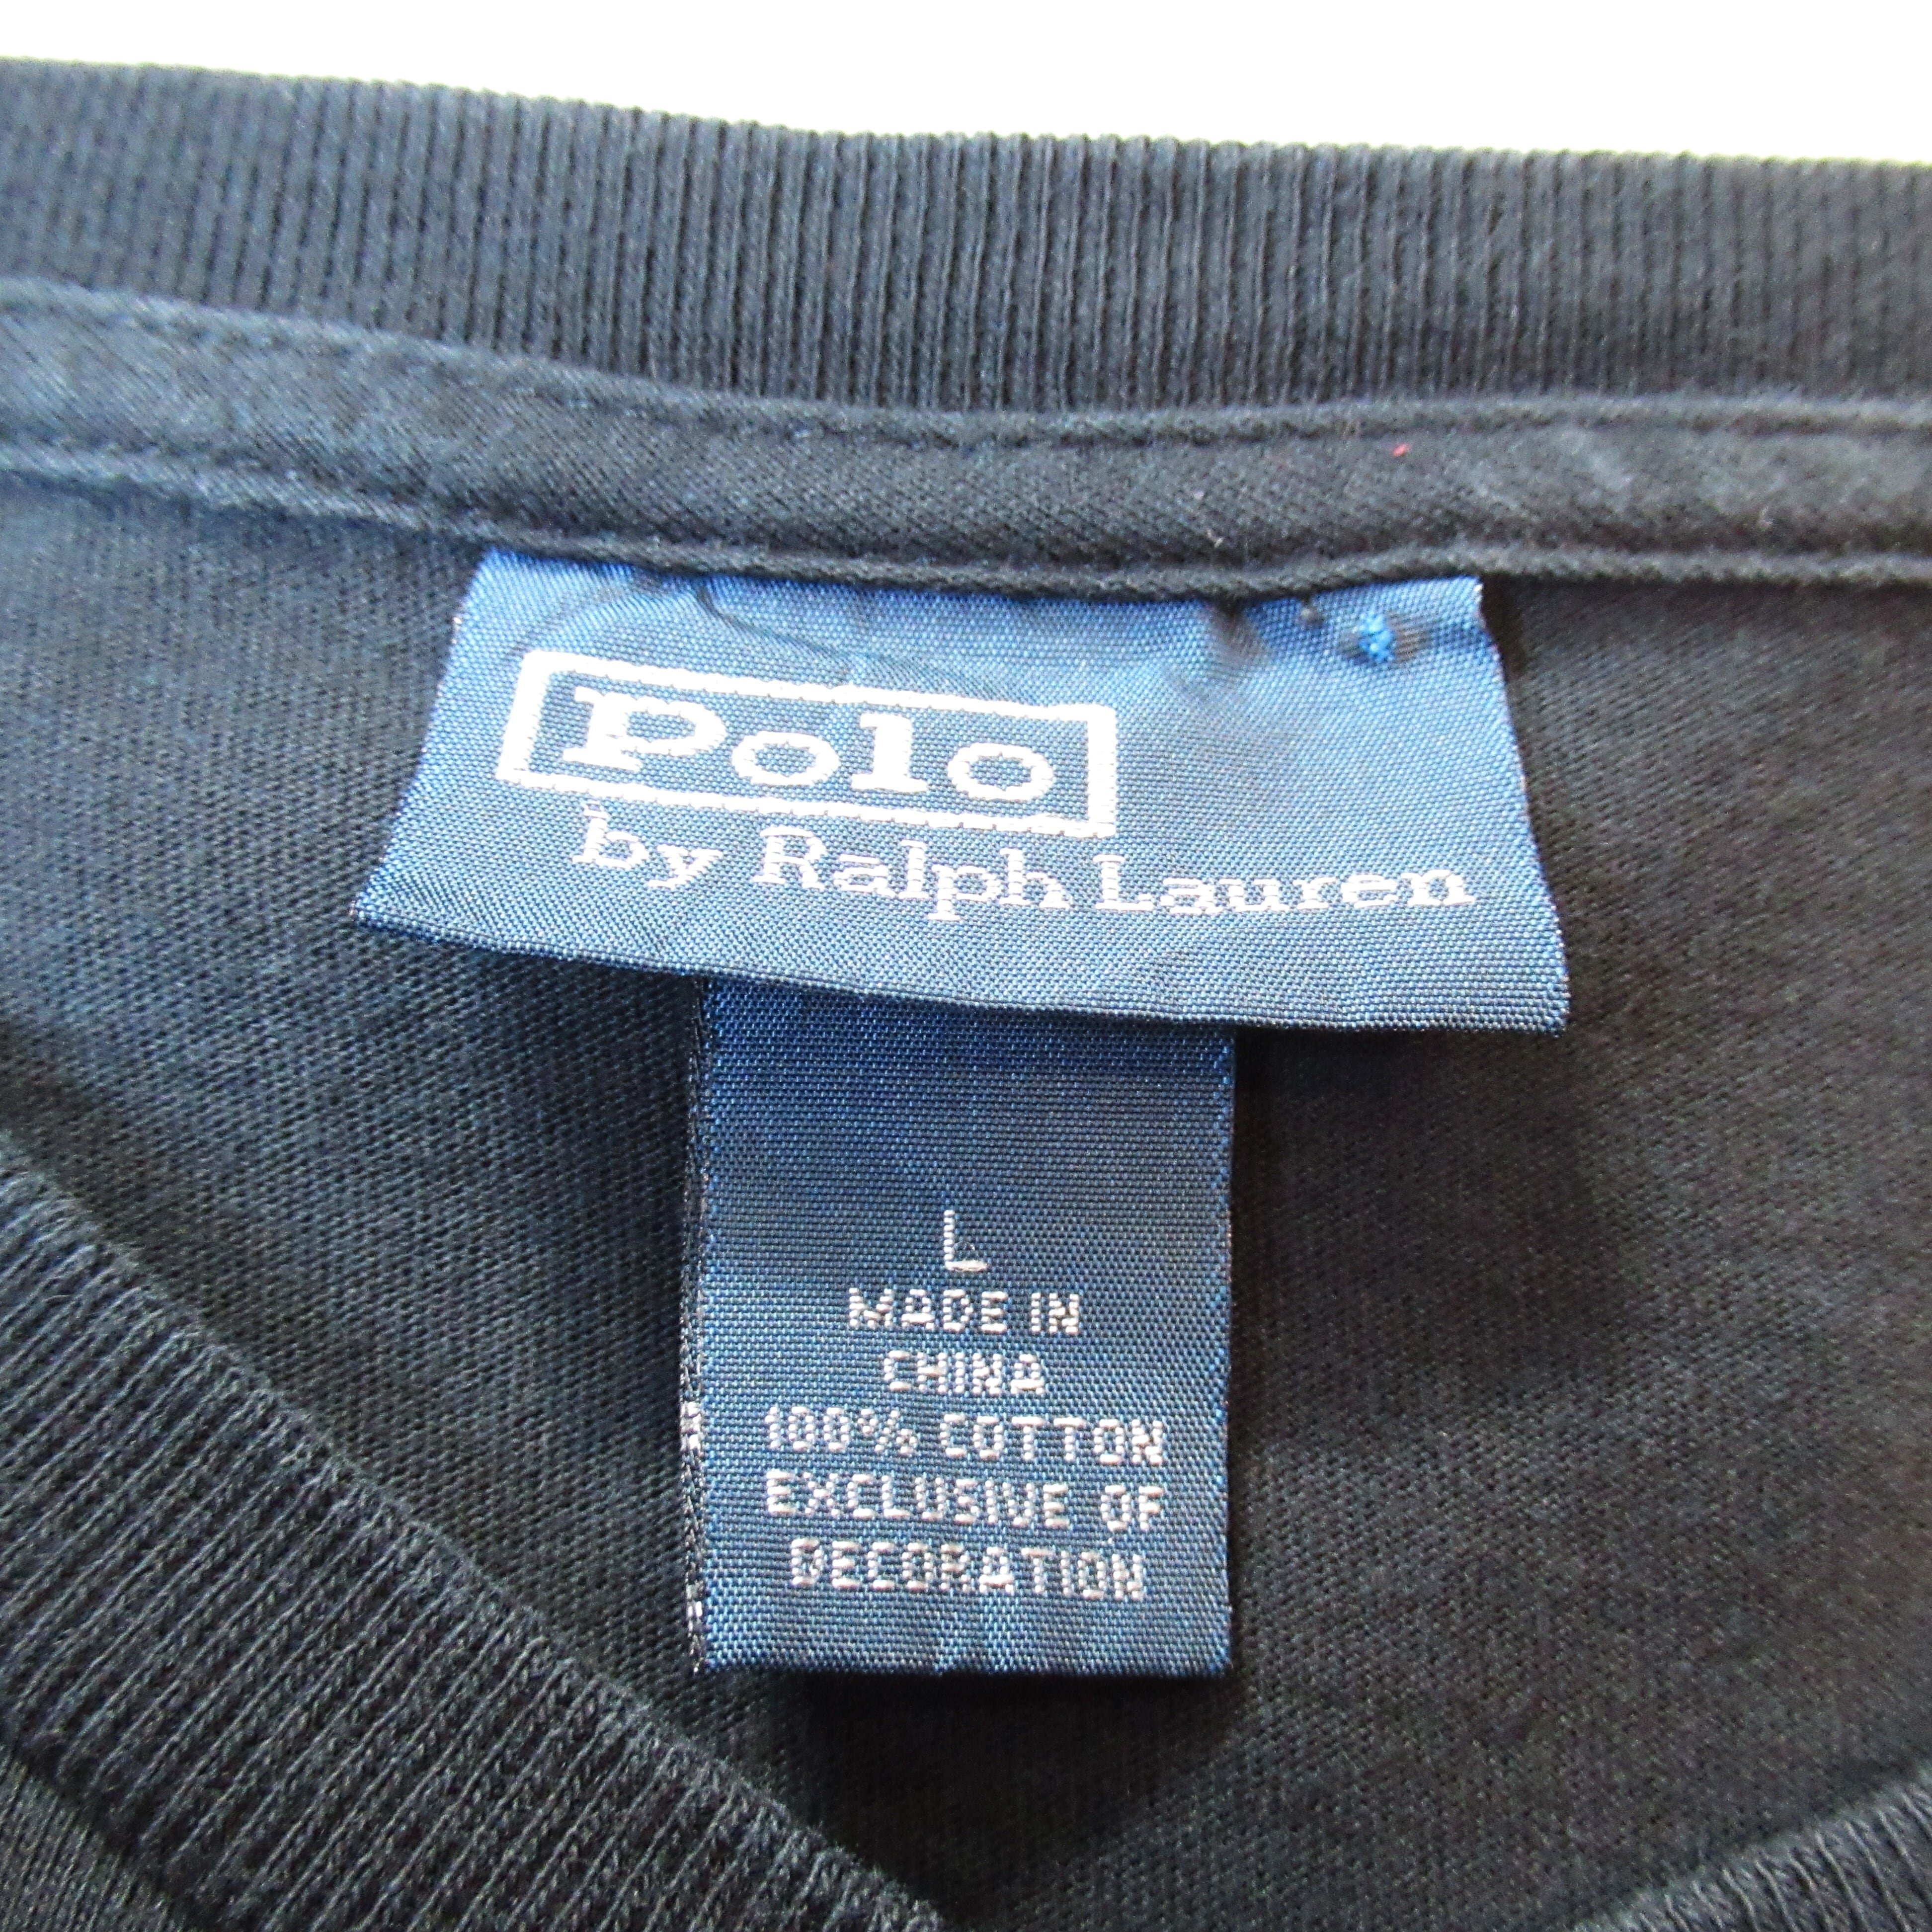 Polo
by Ralph Lauren
L
MADE IN
CHINA
100% COTTON
EXCLUSIVE OF
DECORATION